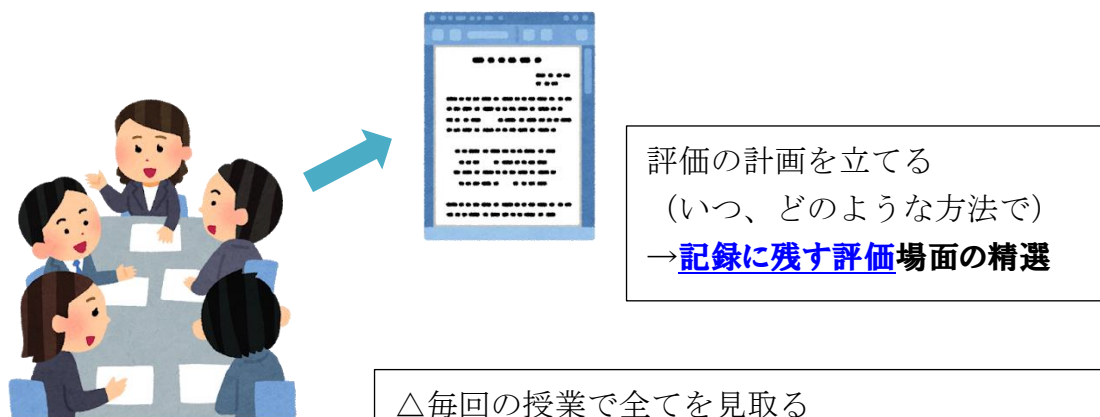 評価の計画を立てる
（いつ、どのような方法で）
→記録に残す評価場面の精選
△毎回の授業で全てを見取る